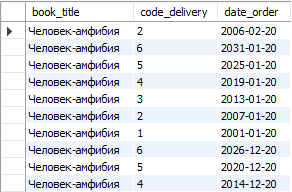 book_title code_delivery date_order
Человек-амфибия 2 2006-02-20
Человек-амфибия 6 2031-01-20
Человек-амфибия 5 2025-01-20
Человек-амфибия 4 2019-01-20
Человек-амфибия 3 2013-01-20
Человек-амфибия 2 2007-01-20
Человек-амфибия 1 2001-01-20
Человек-амфибия 6 2026-12-20
Человек-амфибия 5 2020-12-20
Человек-амфибия 4 2014-12-20